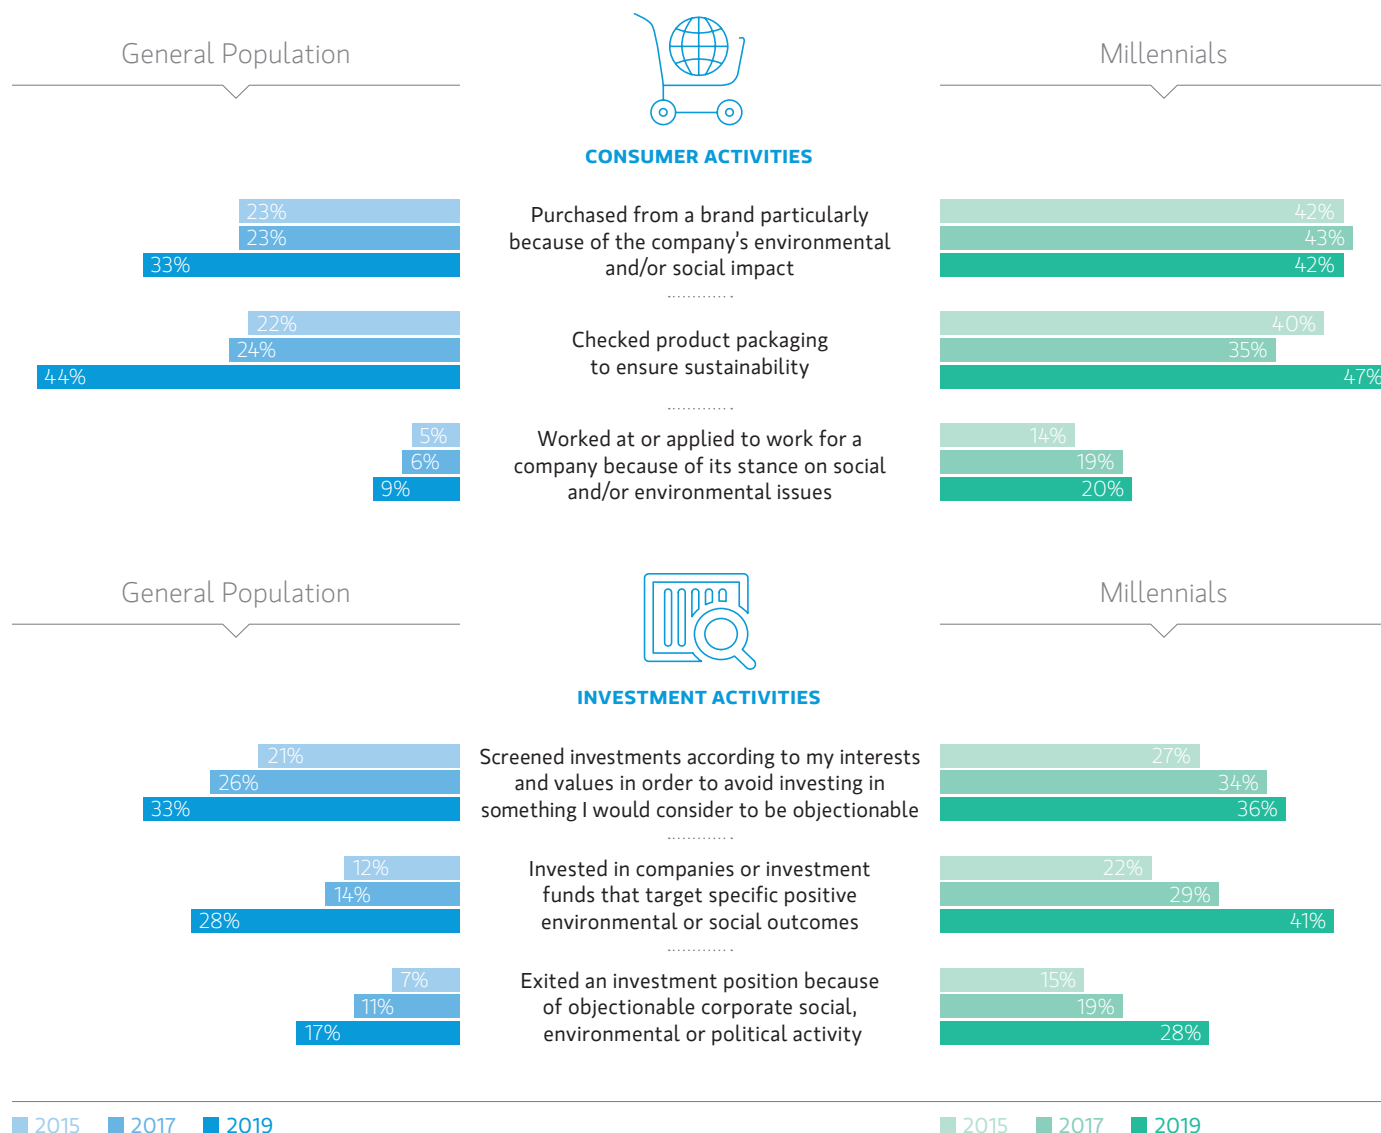 General Population
Millennials
CONSUMER ACTIVITIES
23%
23%
33%
Purchased from a brand particularly
because of the company's environmental
and/or social impact
42%
43%
42%
22%
24%
44%
Checked product packaging
to ensure sustainability
40%
35%
47%
5%
6%
9%
Worked at or applied to work for a
company because of its stance on social
and/or environmental issues
14%
19%
20%
General Population
Millennials
INVESTMENT ACTIVITIES
21%
26%
33%
Screened investments according to my interests
and values in order to avoid investing in
something I would consider to be objectionable
27%
34%
36%
12%
14%
28%
Invested in companies or investment
funds that target specific positive
environmental or social outcomes
22%
29%
41%
7%
11%
17%
Exited an investment position because
of objectionable corporate social,
environmental or political activity
15%
19%
28%
2015 2017 2019
2015 2017 2019